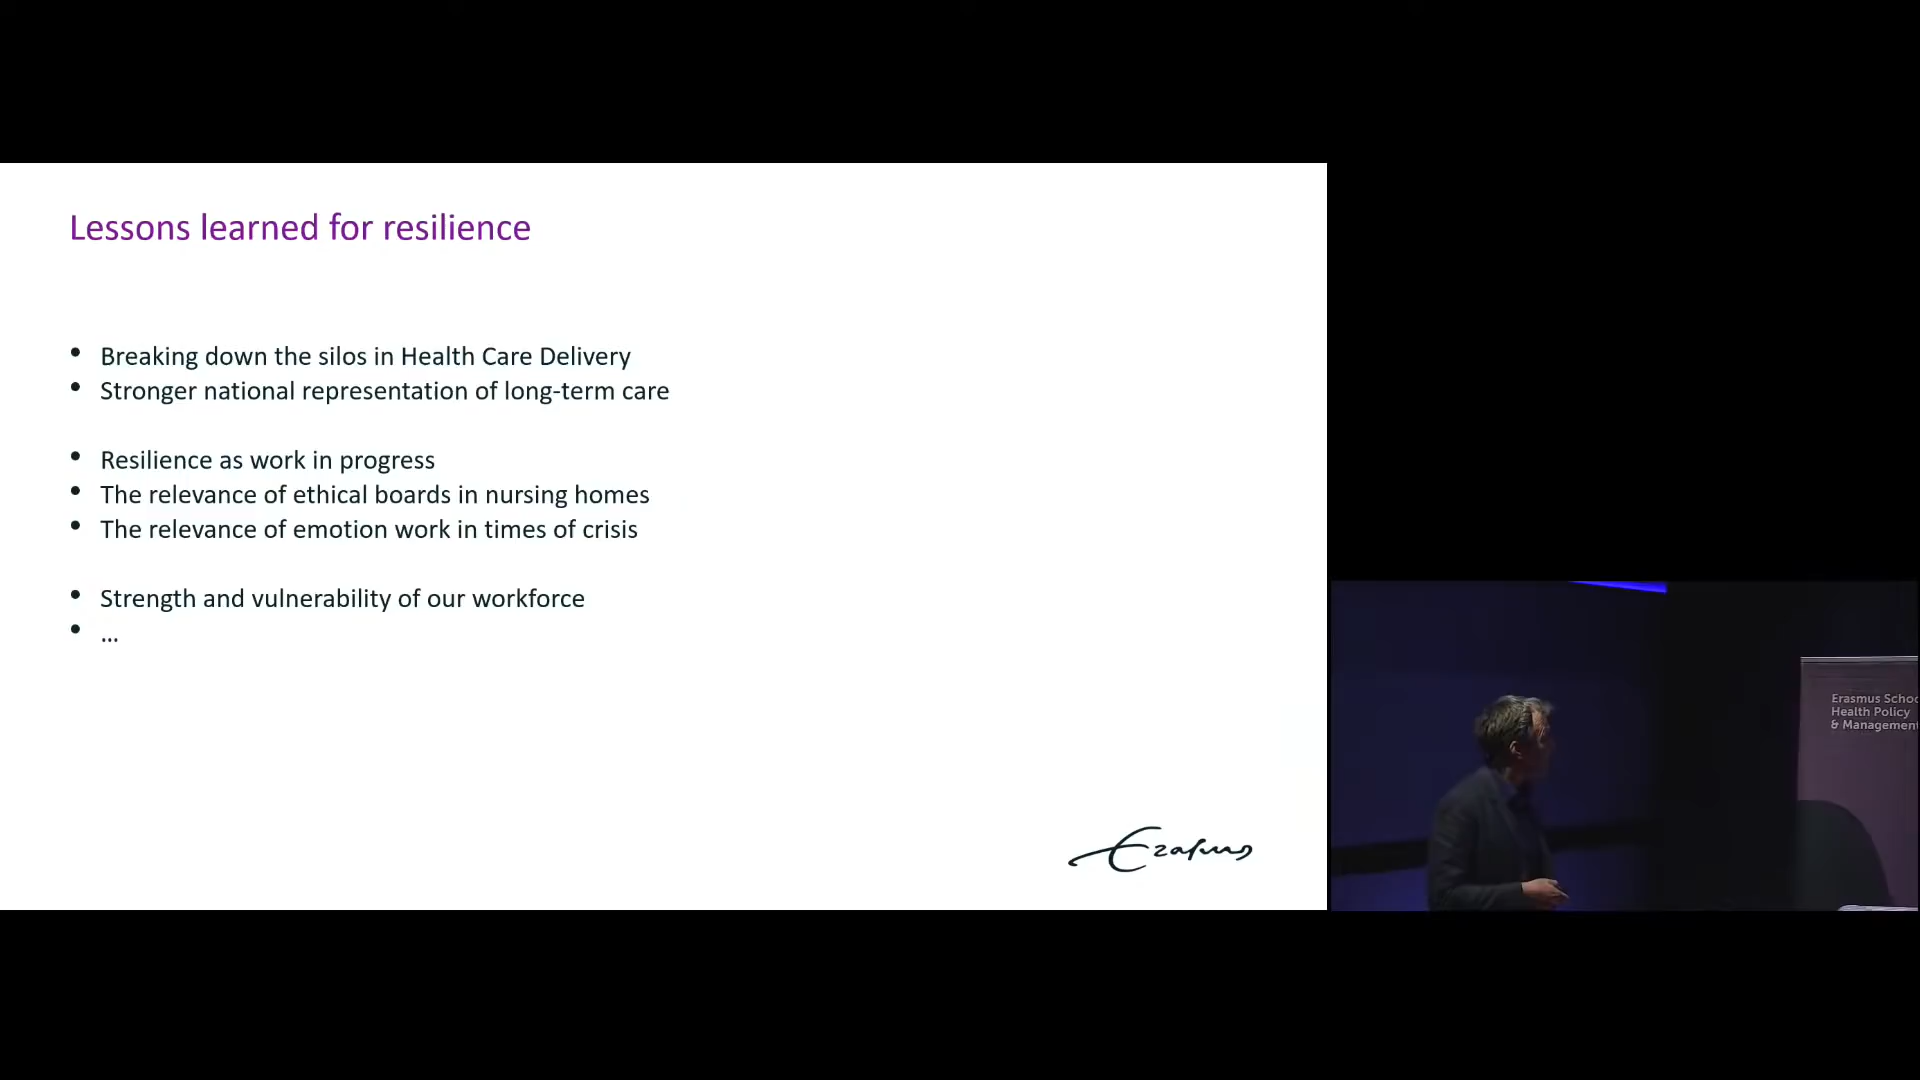 Lessons learned for resilience
• Breaking down the silos in Health Care Delivery
• Stronger national representation of long-term care
• Resilience as work in progress
• The relevance of ethical boards in nursing homes
• The relevance of emotion work in times of crisis
• Strength and vulnerability of our workforce
• ...
Erasmus
Erasmus Schoo
Health Policy
& Management